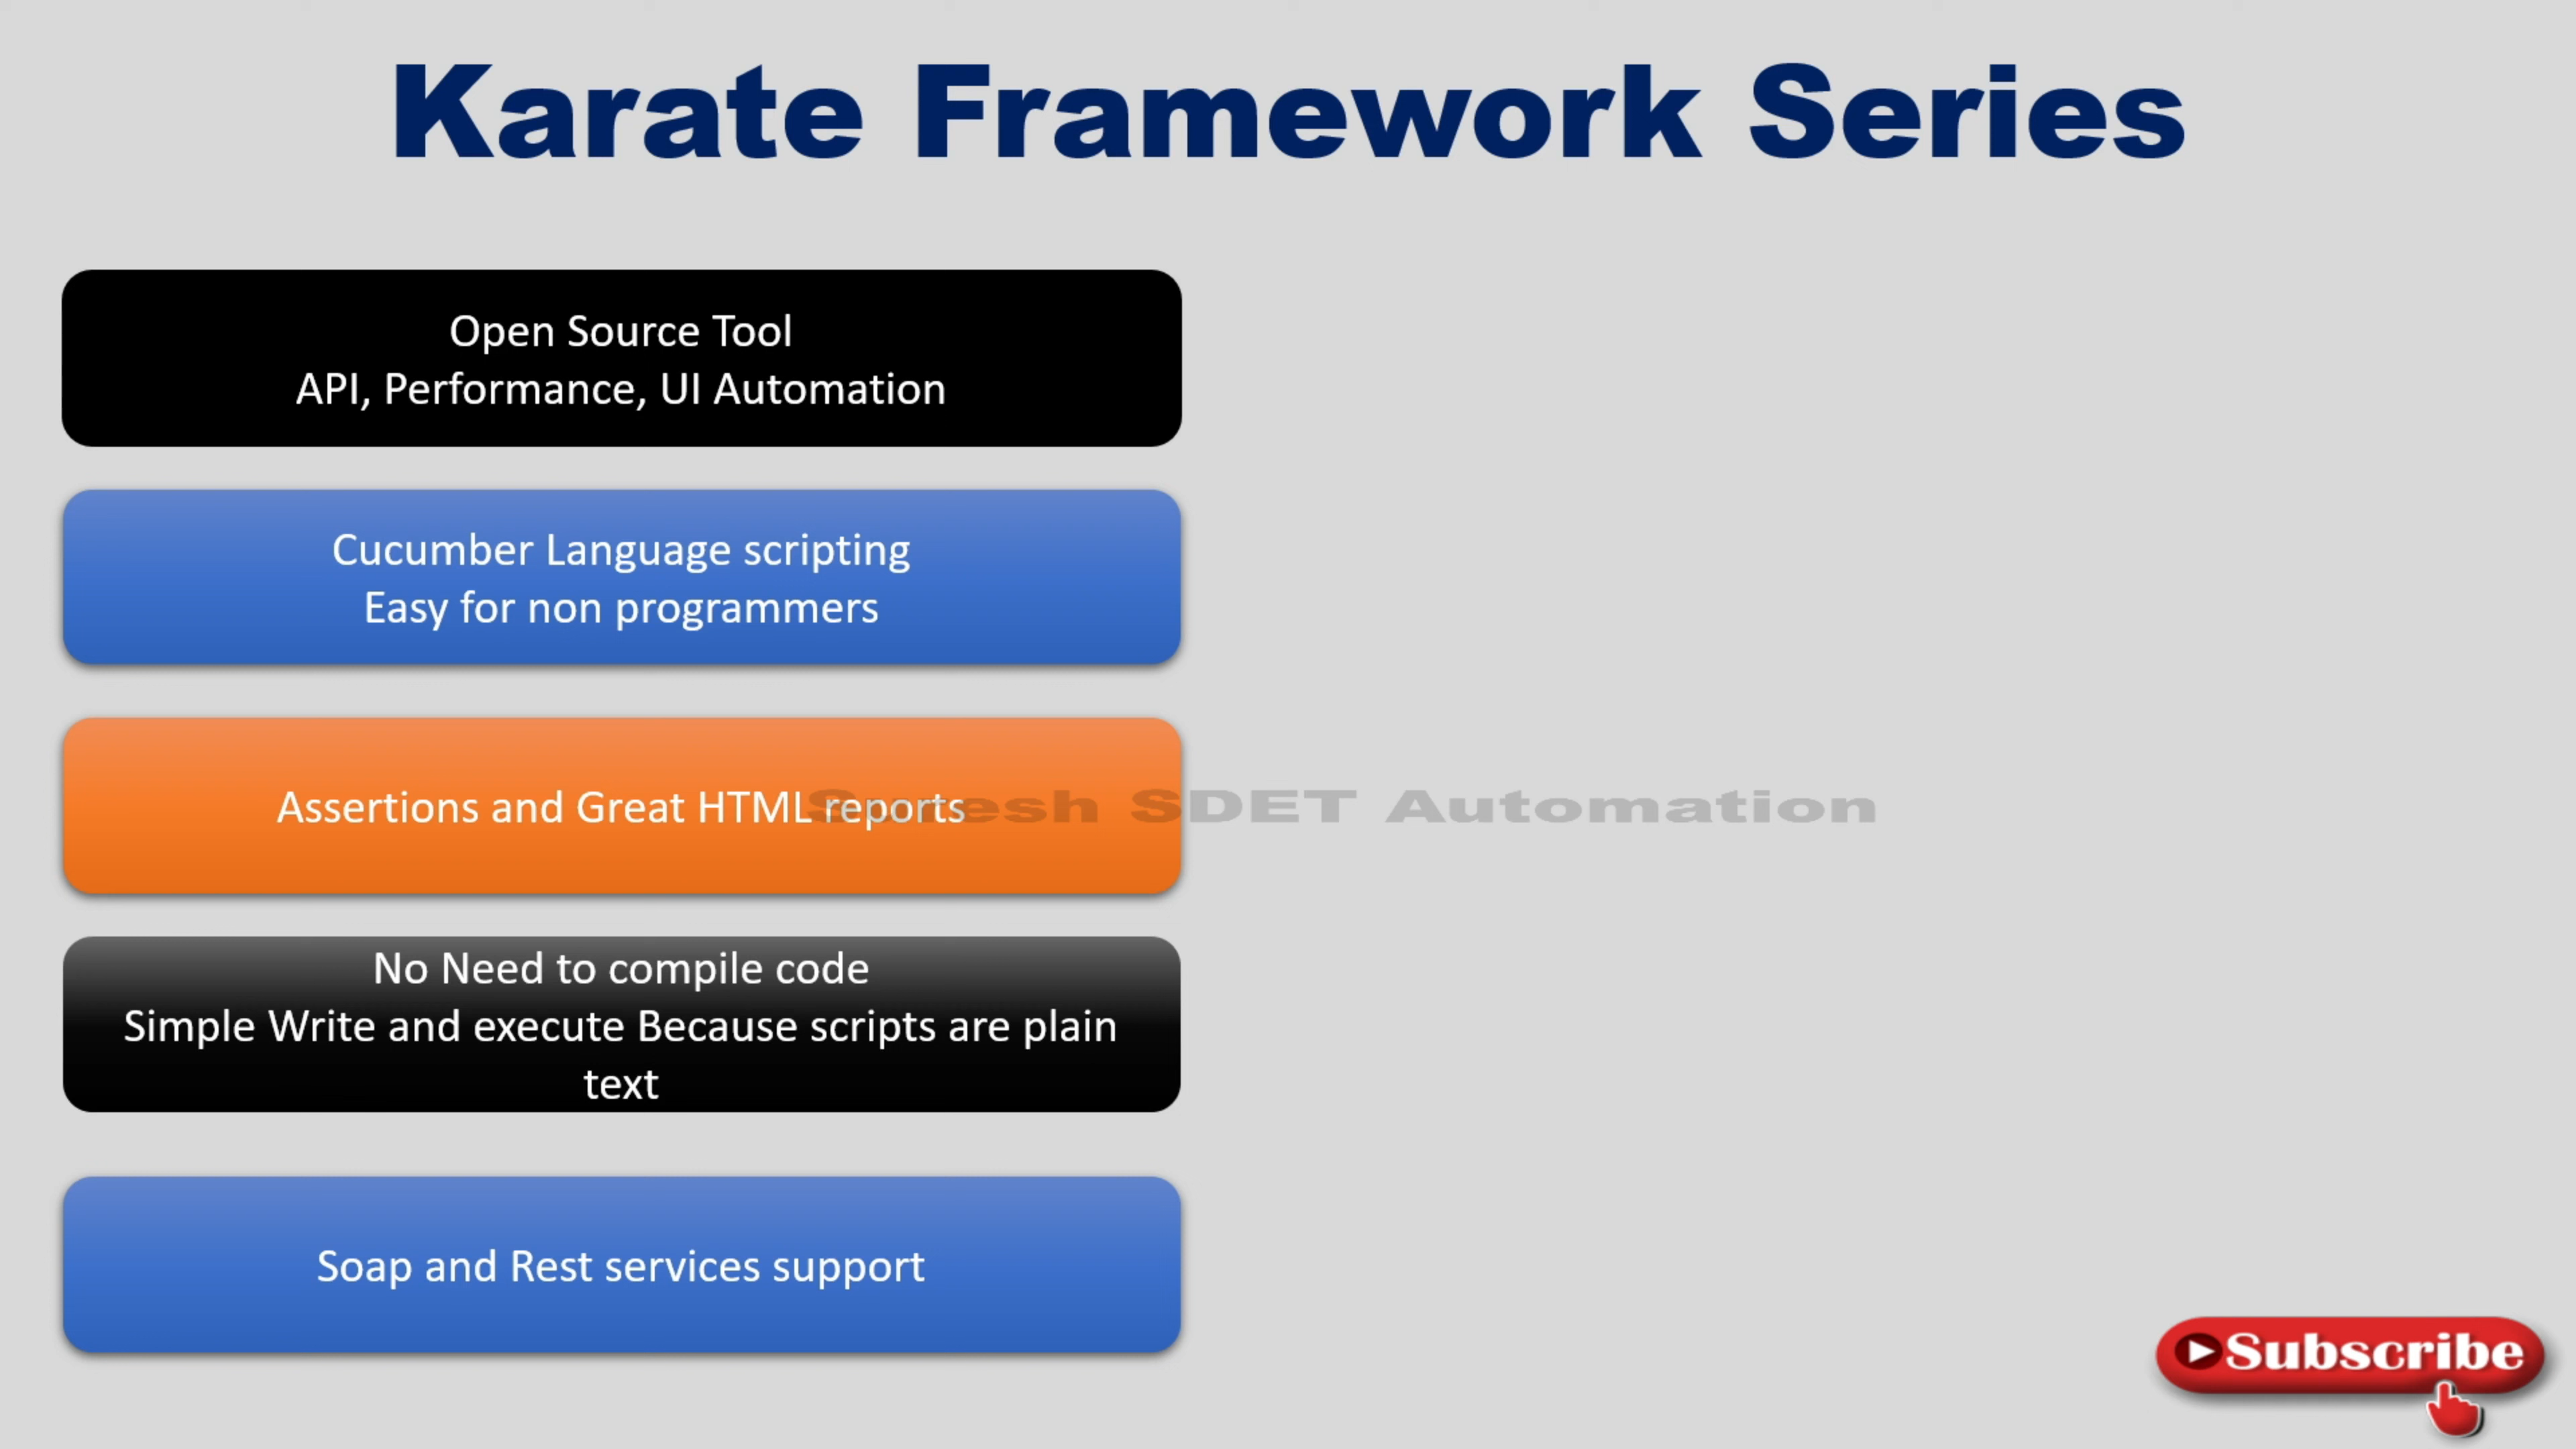 Karate Framework Series
Open Source Tool
API, Performance, UI Automation
Cucumber Language scripting
Easy for non programmers
Assertions and Great HTML reports
Suresh SDET Automation
No Need to compile code
Simple Write and execute Because scripts are plain
text
Soap and Rest services support
Subscribe